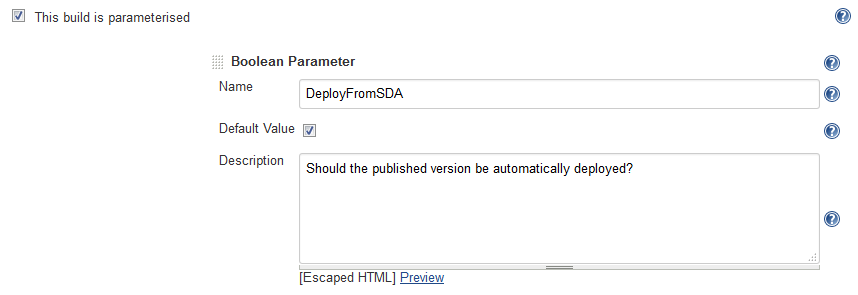 This build is parameterised
Boolean Parameter
Name
DeployFromSDA
Default Value
Description
Should the published version be automatically deployed?
[Escaped HTML] Preview